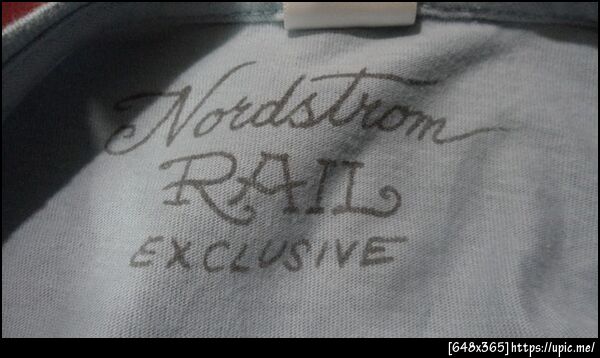 Nordstrom
RAIL
EXCLUSIVE
[648x365]https://upic.me/